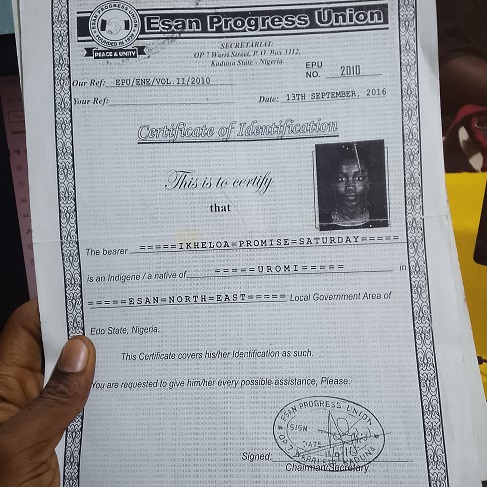 Esan Progress Union
PEACE & UNITY
SECRETARIAT:
OP 7 Warri Street, P. O. Box 3112,
Kaduna State - Nigeria.
EPU
NO. 2010
Our Ref: EPU/ENE/VOL.II/2010
Your Ref:
Date: 13TH SEPTEMBER, 2016
Certificate of Identification
This is to certify
that
The bearer =====IKHELOA=PROMISE=SATURDAY=====
is an Indigene / a native of =====UROMI===== in
=====ESAN=NORTH=EAST===== Local Government Area of
Edo State, Nigeria.
This Certificate covers his/her Identification as such.
You are requested to give him/her every possible assistance, Please.
ESAN PROGRESS UNION
SIGN
DATE
Signed:
Chairman/Secretary